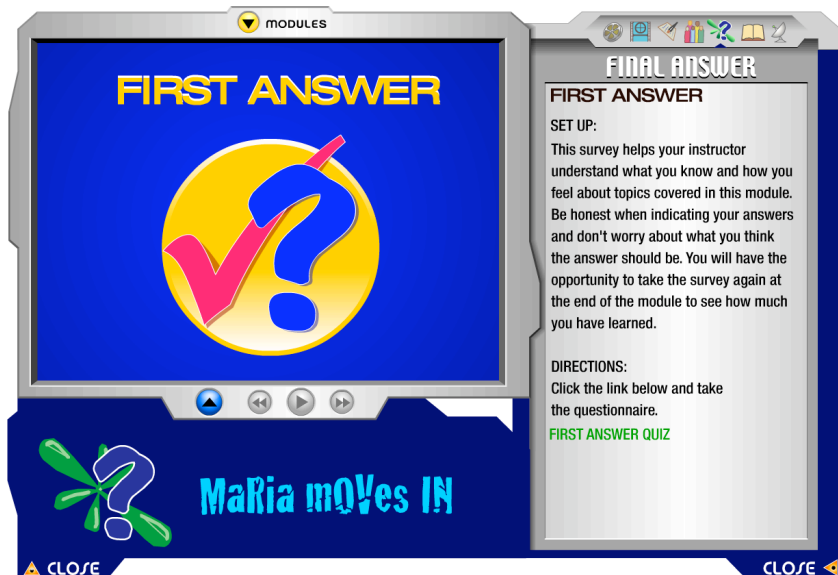 MODULES
FIRST ANSWER
MaRia mOVes IN
CLOSE
FINAL ANSWER
FIRST ANSWER
SET UP:
This survey helps your instructor
understand what you know and how you
feel about topics covered in this module.
Be honest when indicating your answers
and don't worry about what you think
the answer should be. You will have the
opportunity to take the survey again at
the end of the module to see how much
you have learned.
DIRECTIONS:
Click the link below and take
the questionnaire.
FIRST ANSWER QUIZ
CLOSE